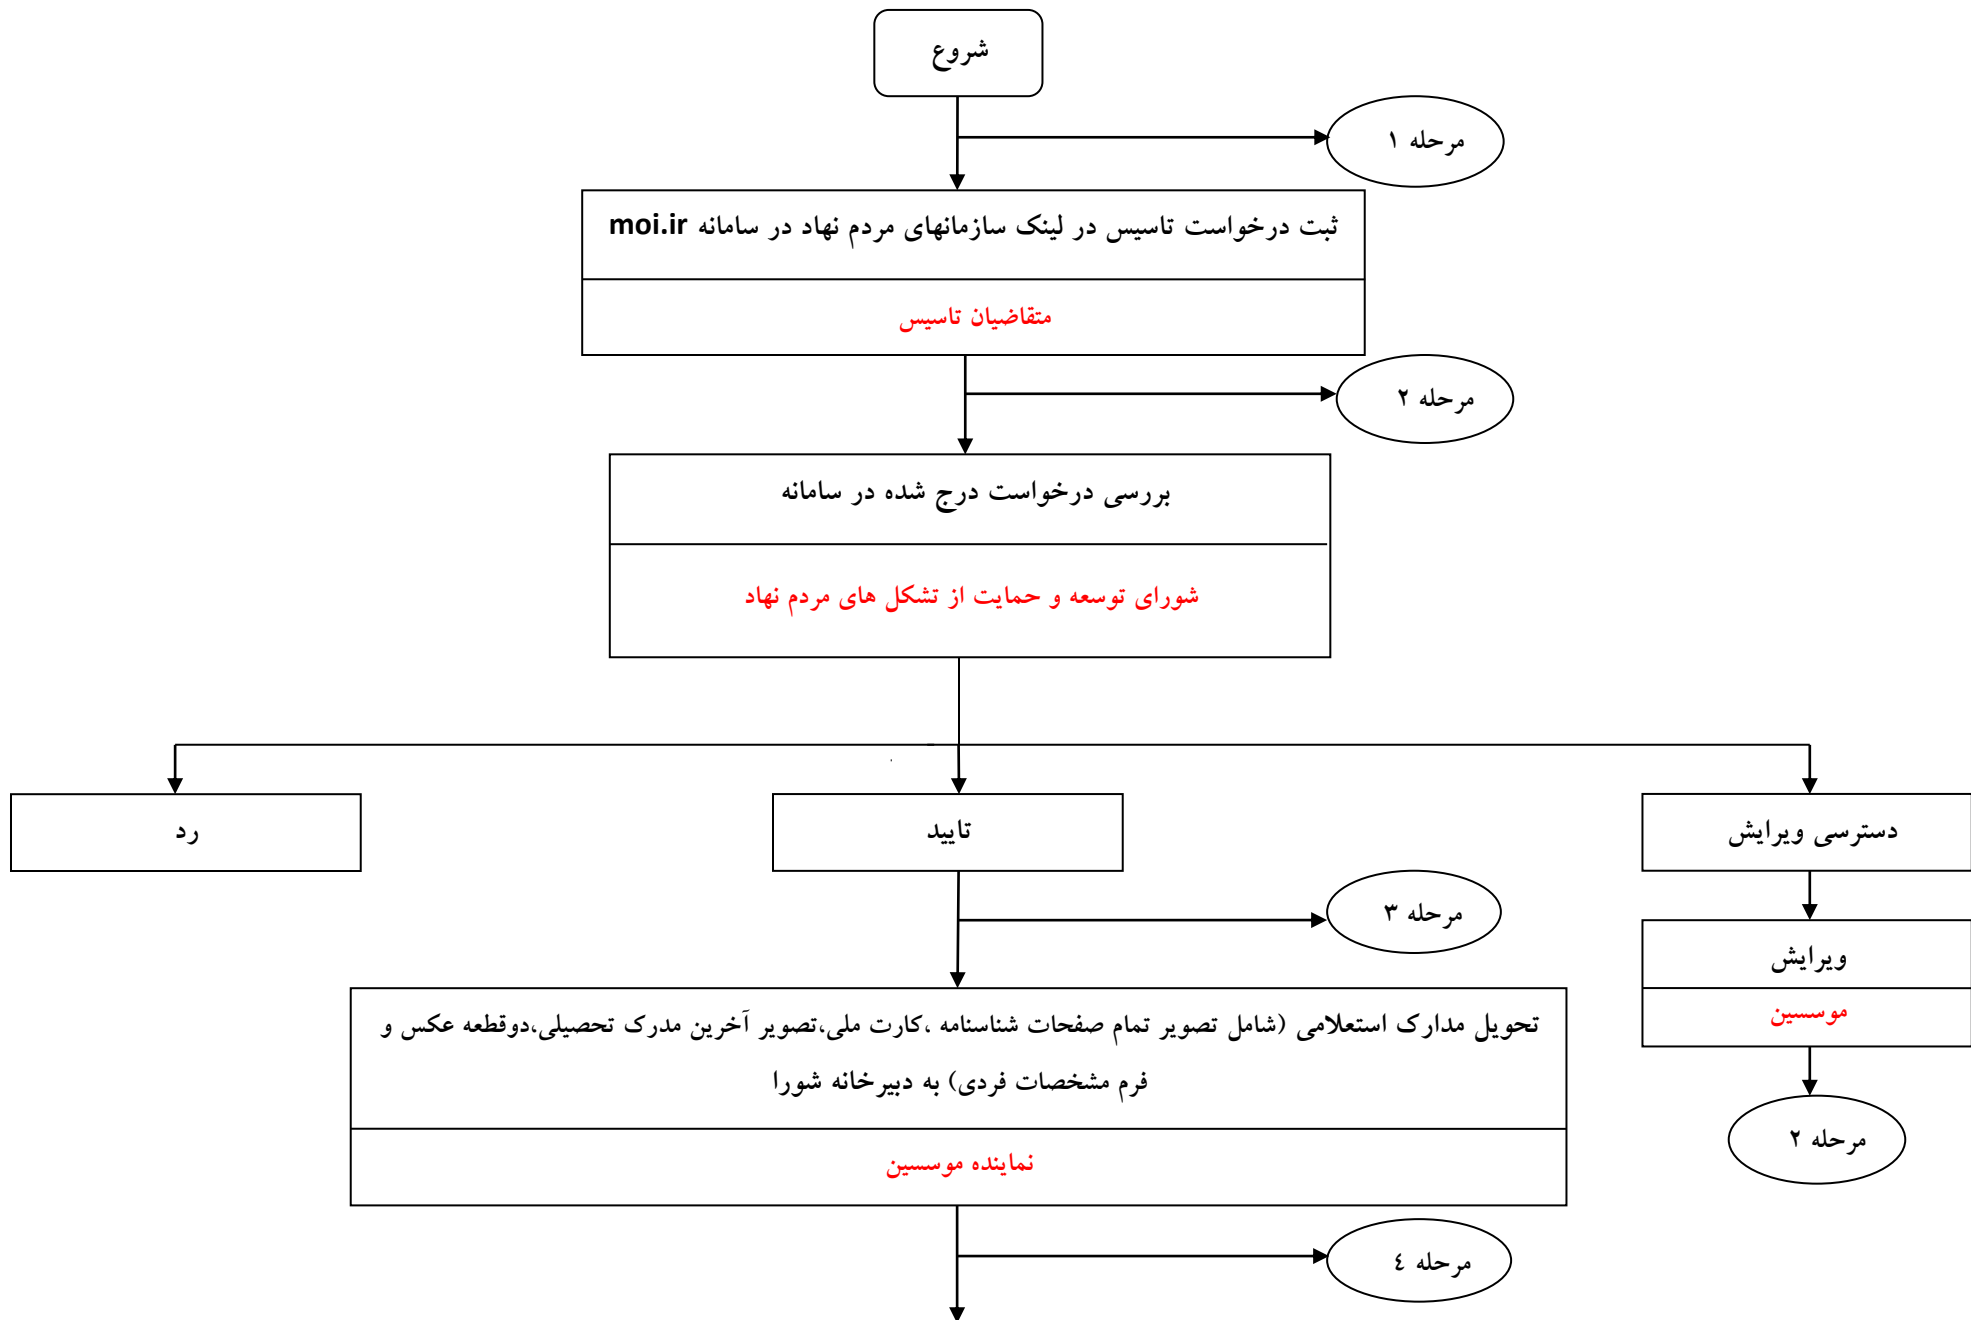 شروع
مرحله ۱
ثبت درخواست تاسیس در لینک سازمانهای مردم نهاد در سامانه moi.ir
متقاضیان تاسیس
مرحله ۲
بررسی درخواست درج شده در سامانه
شورای توسعه و حمایت از تشکل های مردم نهاد
دسترسی ویرایش
تایید
رد
مرحله ۳
ویرایش
موسسین
تحویل مدارک استعلامی (شامل تصویر تمام صفحات شناسنامه ،کارت ملی،تصویر آخرین مدرک تحصیلی،دوقطعه عکس و
فرم مشخصات فردی) به دبیرخانه شورا
نماینده موسسین
مرحله ۲
مرحله ٤